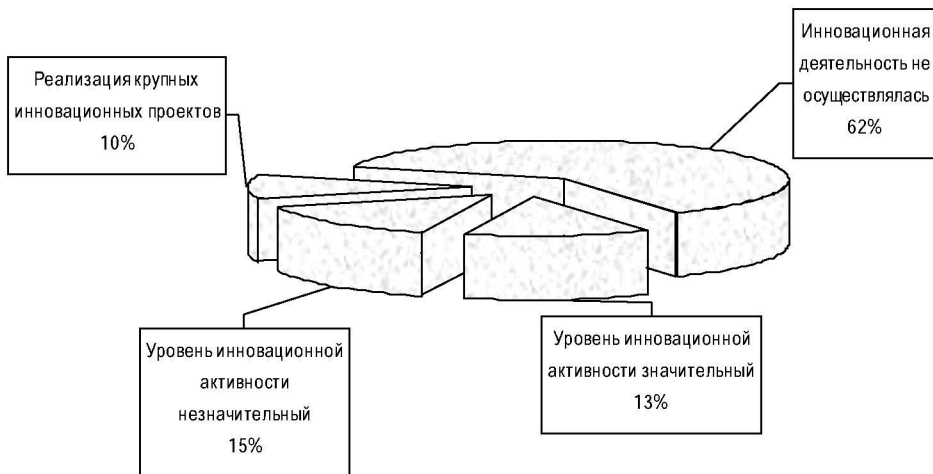 Реализация крупных
инновационных проектов
10%
Инновационная
деятельность не
осуществлялась
62%
Уровень инновационной
активности
незначительный
15%
Уровень инновационной
активности значительный
13%